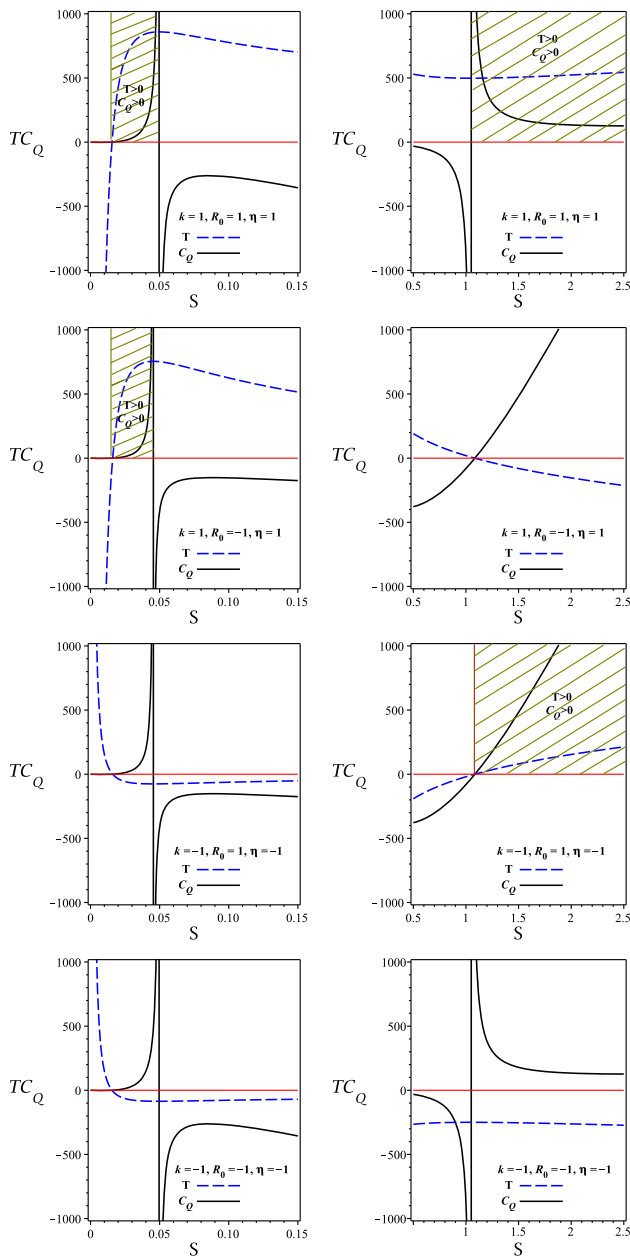 1000
500
TC_Q
0
−500
−1000
T>0
C_Q>0
k=1, R_0=1, η=1
T
C_Q
0 0.05 0.10 0.15
S
1000
500
TC_Q
0
−500
−1000
T>0
C_Q>0
k=1, R_0=1, η=1
T
C_Q
0.5 1 1.5 2 2.5
S
1000
500
TC_Q
0
−500
−1000
T>0
C_Q>0
k=1, R_0=−1, η=1
T
C_Q
0 0.05 0.10 0.15
S
1000
500
TC_Q
0
−500
−1000
k=1, R_0=−1, η=1
T
C_Q
0.5 1 1.5 2 2.5
S
1000
500
TC_Q
0
−500
−1000
k=−1, R_0=1, η=−1
T
C_Q
0 0.05 0.10 0.15
S
1000
500
TC_Q
0
−500
−1000
T>0
C_Q>0
k=−1, R_0=1, η=−1
T
C_Q
0.5 1 1.5 2 2.5
S
1000
500
TC_Q
0
−500
−1000
k=−1, R_0=−1, η=−1
T
C_Q
0 0.05 0.10 0.15
S
1000
500
TC_Q
0
−500
−1000
k=−1, R_0=−1, η=−1
T
C_Q
0.5 1 1.5 2 2.5
S